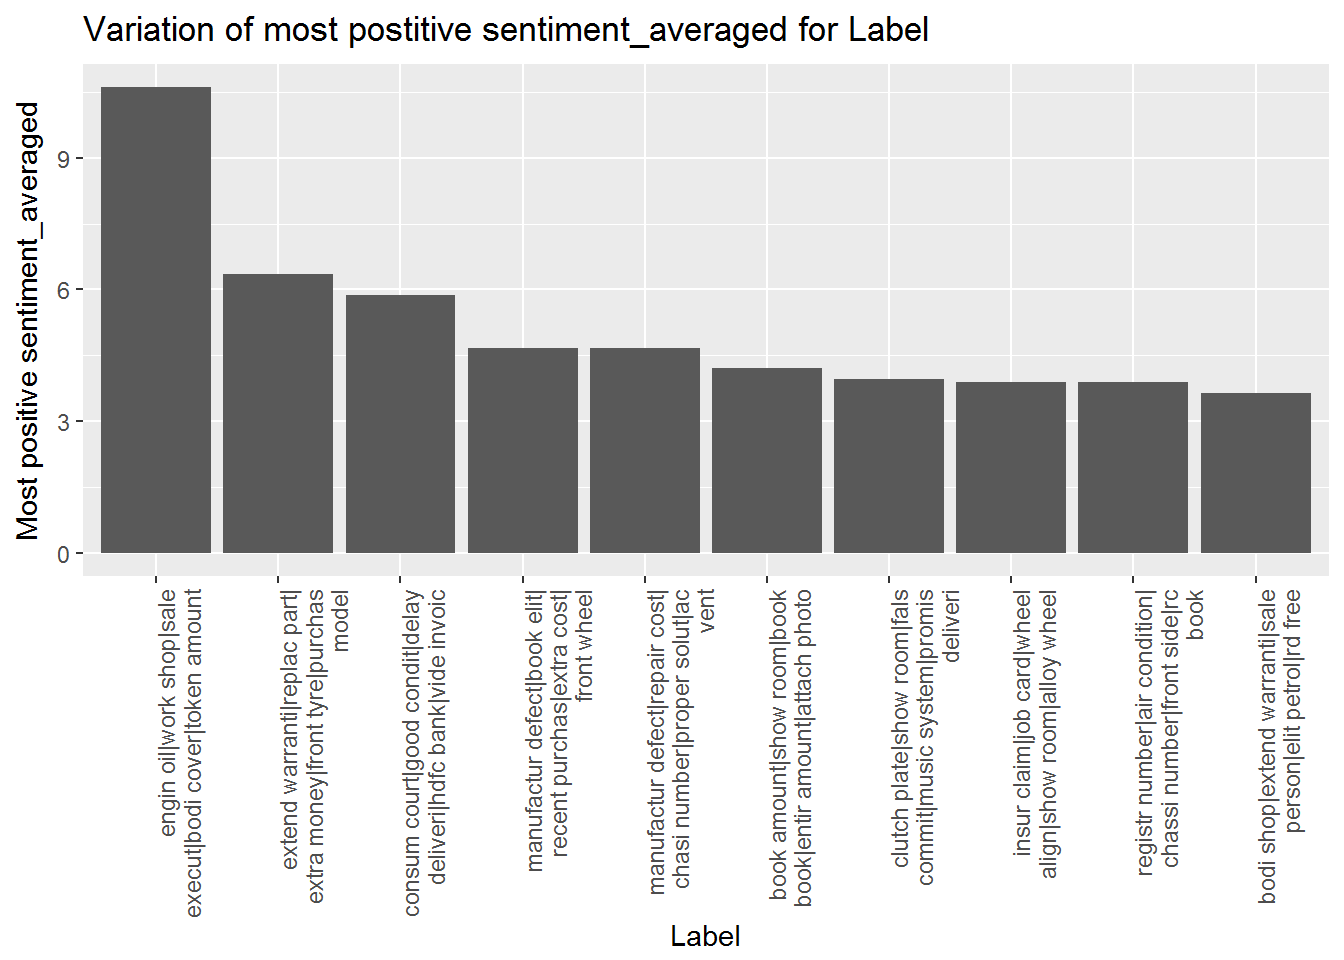 Variation of most postitive sentiment_averaged for Label
Most positive sentiment_averaged
9
6
3
0
engin oil|work shop|sale
execut|bodi cover|token amount
extend warranti|replac part|
extra money|front tyre|purchas
model
consum court|good condit|delay
deliveri|hdfc bank|vide invoic
manufactur defect|book elit|
recent purchas|extra cost|
front wheel
manufactur defect|repair cost|
chasi number|proper solut|ac
vent
book amount|show room|book
book|entir amount|attach photo
clutch plate|show room|fals
commit|music system|promis
deliveri
insur claim|job card|wheel
align|show room|alloy wheel
registr number|air condition|
chassi number|front side|rc
book
bodi shop|extend warranti|sale
person|elit petrol|rd free
Label